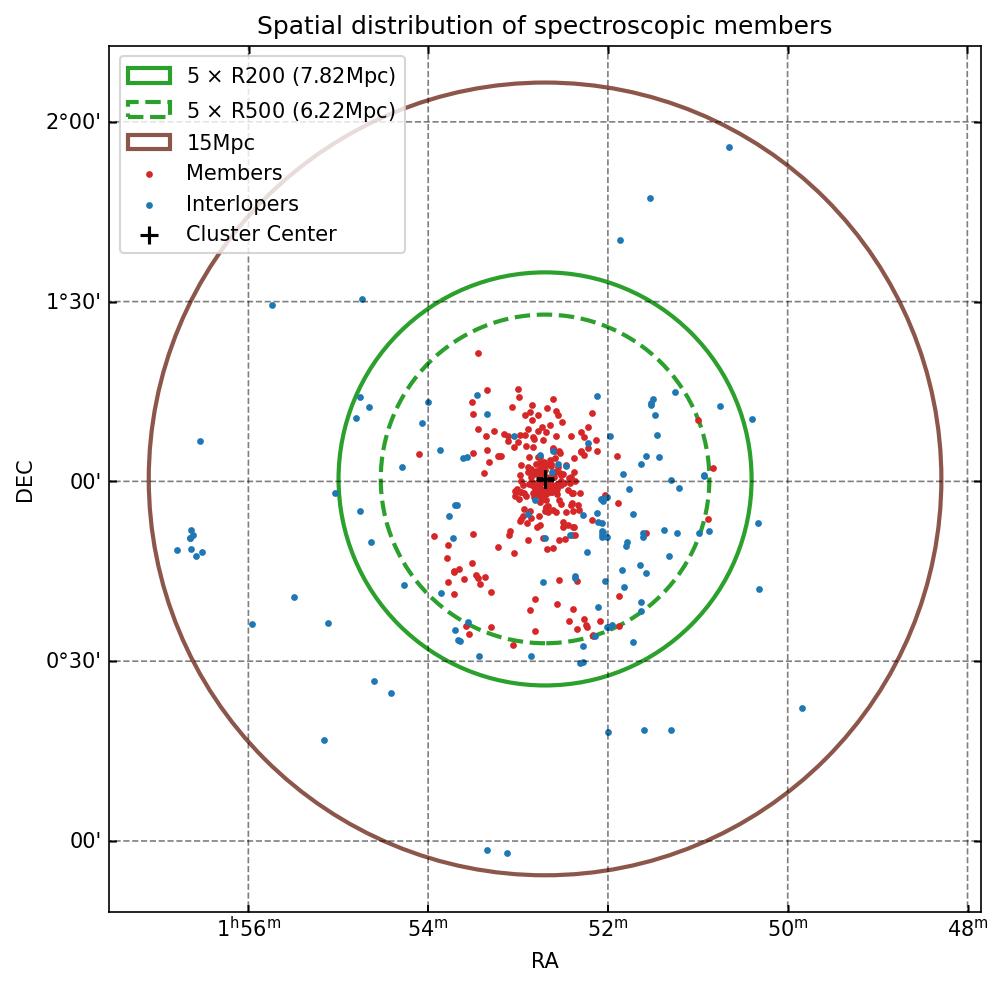 Spatial distribution of spectroscopic members
5 × R200 (7.82Mpc)
5 × R500 (6.22Mpc)
15Mpc
Members
Interlopers
Cluster Center
DEC
2°00'
1°30'
00'
0°30'
00'
1ʰ56ᵐ
54ᵐ
52ᵐ
50ᵐ
48ᵐ
RA